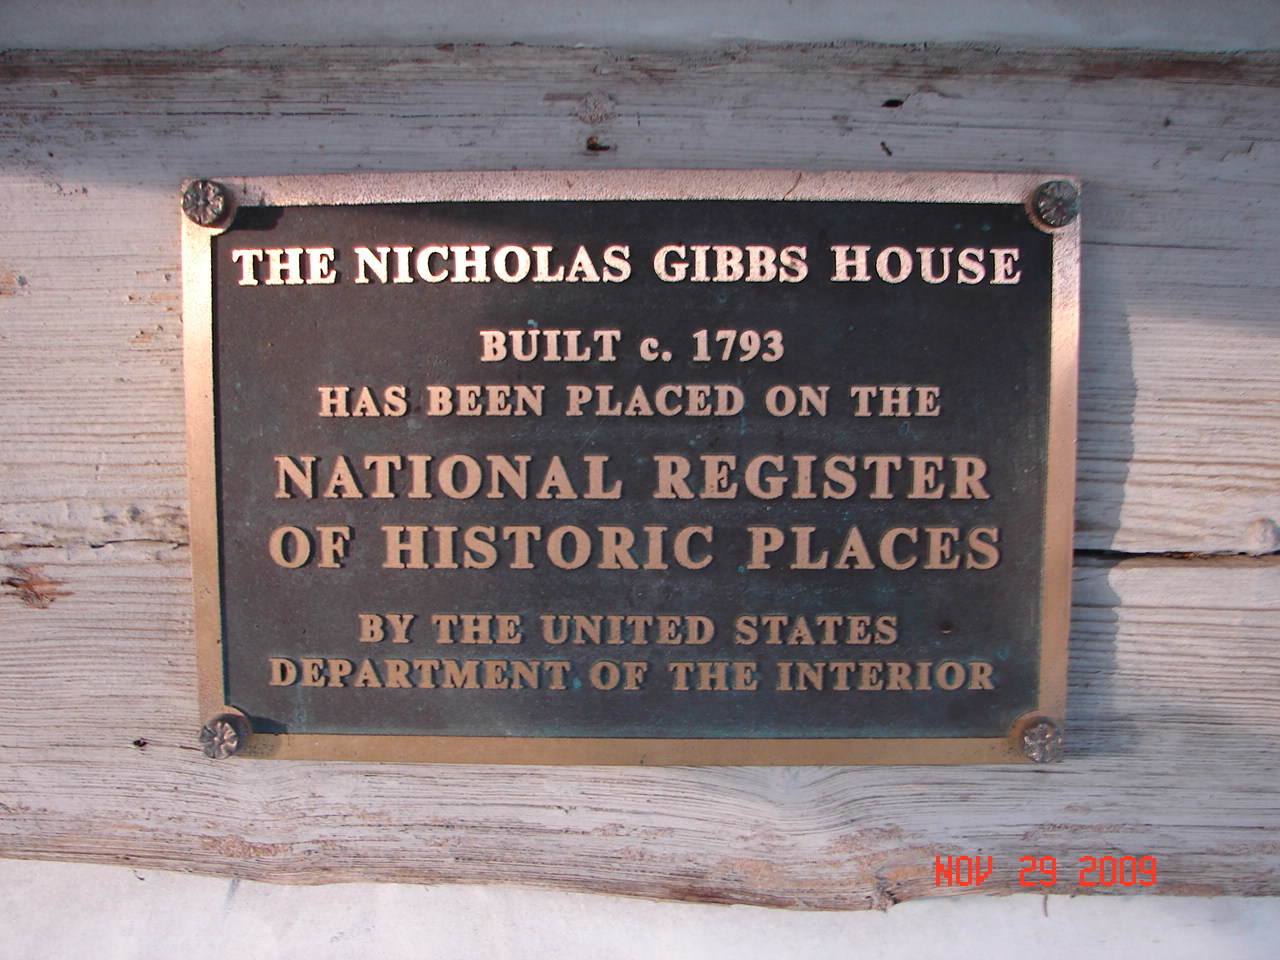 THE NICHOLAS GIBBS HOUSE
BUILT c. 1793
HAS BEEN PLACED ON THE
NATIONAL REGISTER
OF HISTORIC PLACES
BY THE UNITED STATES
DEPARTMENT OF THE INTERIOR
NOV 29 2009